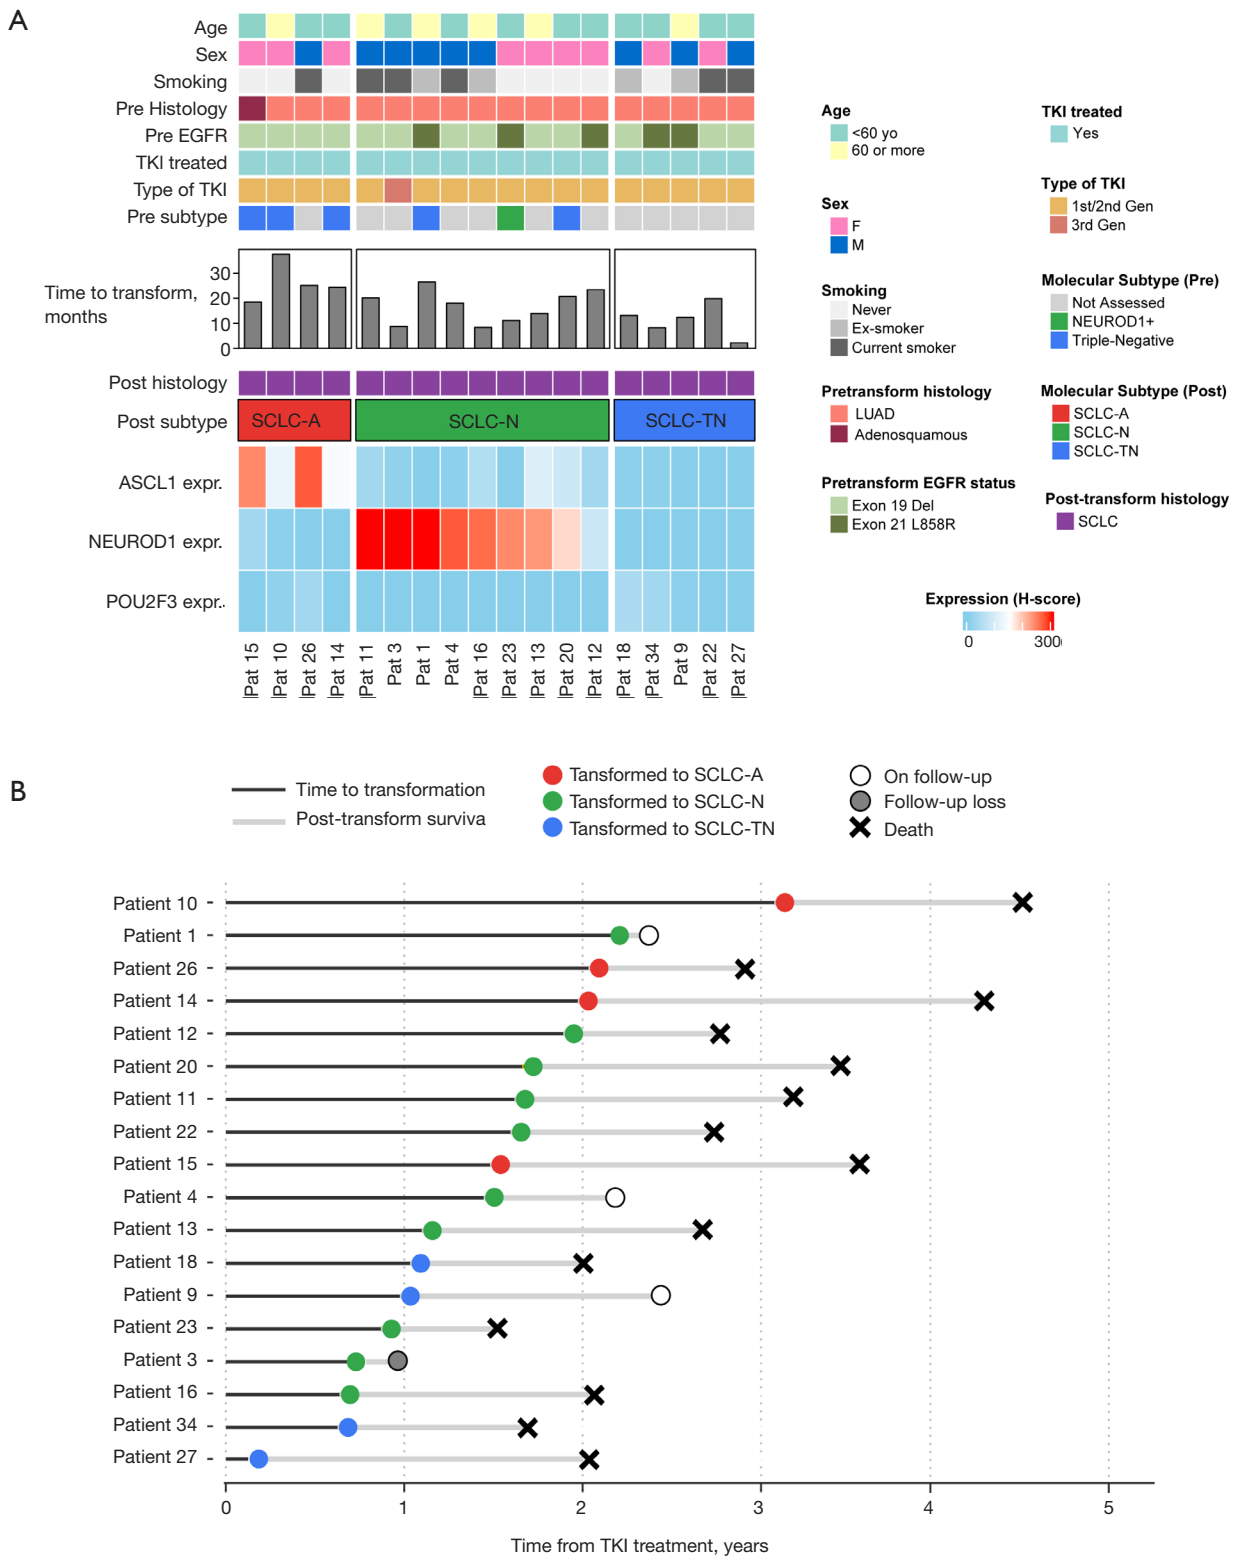 A
Age
Sex
Smoking
Pre Histology
Pre EGFR
TKI treated
Type of TKI
Pre subtype
Time to transform,
months
30
20
10
0
Post histology
Post subtype
SCLC-A
SCLC-N
SCLC-TN
ASCL1 expr.
NEUROD1 expr.
POU2F3 expr..
Pat 15
Pat 10
Pat 26
Pat 14
Pat 11
Pat 3
Pat 1
Pat 4
Pat 16
Pat 23
Pat 13
Pat 20
Pat 12
Pat 18
Pat 34
Pat 9
Pat 22
Pat 27
Age
<60 yo
60 or more
Sex
F
M
Smoking
Never
Ex-smoker
Current smoker
Pretransform histology
LUAD
Adenosquamous
Pretransform EGFR status
Exon 19 Del
Exon 21 L858R
TKI treated
Yes
Type of TKI
1st/2nd Gen
3rd Gen
Molecular Subtype (Pre)
Not Assessed
NEUROD1+
Triple-Negative
Molecular Subtype (Post)
SCLC-A
SCLC-N
SCLC-TN
Post-transform histology
SCLC
Expression (H-score)
0 300
B
Time to transformation
Post-transform surviva
Tansformed to SCLC-A
Tansformed to SCLC-N
Tansformed to SCLC-TN
On follow-up
Follow-up loss
Death
Patient 10
Patient 1
Patient 26
Patient 14
Patient 12
Patient 20
Patient 11
Patient 22
Patient 15
Patient 4
Patient 13
Patient 18
Patient 9
Patient 23
Patient 3
Patient 16
Patient 34
Patient 27
0 1 2 3 4 5
Time from TKI treatment, years